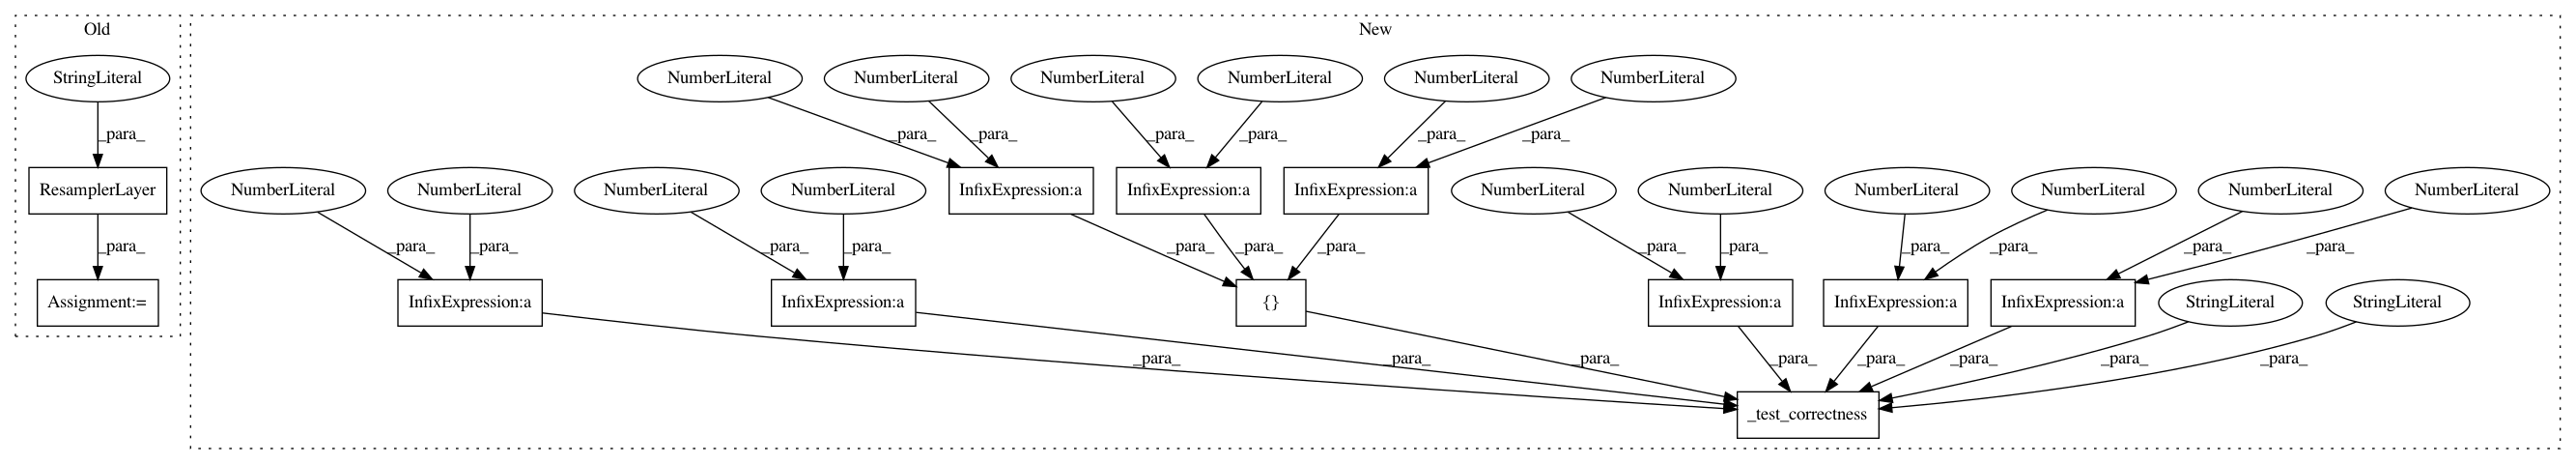 Old
New
StringLiteral
NumberLiteral
NumberLiteral
NumberLiteral
NumberLiteral
NumberLiteral
NumberLiteral
_para_
_para_
_para_
_para_
_para_
_para_
_para_
ResamplerLayer
NumberLiteral
NumberLiteral
NumberLiteral
NumberLiteral
InfixExpression:a
InfixExpression:a
InfixExpression:a
NumberLiteral
NumberLiteral
NumberLiteral
NumberLiteral
NumberLiteral
NumberLiteral
_para_
_para_
_para_
_para_
_para_
_para_
_para_
_para_
_para_
_para_
_para_
_para_
_para_
_para_
Assignment:=
InfixExpression:a
InfixExpression:a
{}
InfixExpression:a
InfixExpression:a
InfixExpression:a
StringLiteral
StringLiteral
_para_
_para_
_para_
_para_
_para_
_para_
_para_
_para_
_test_correctness